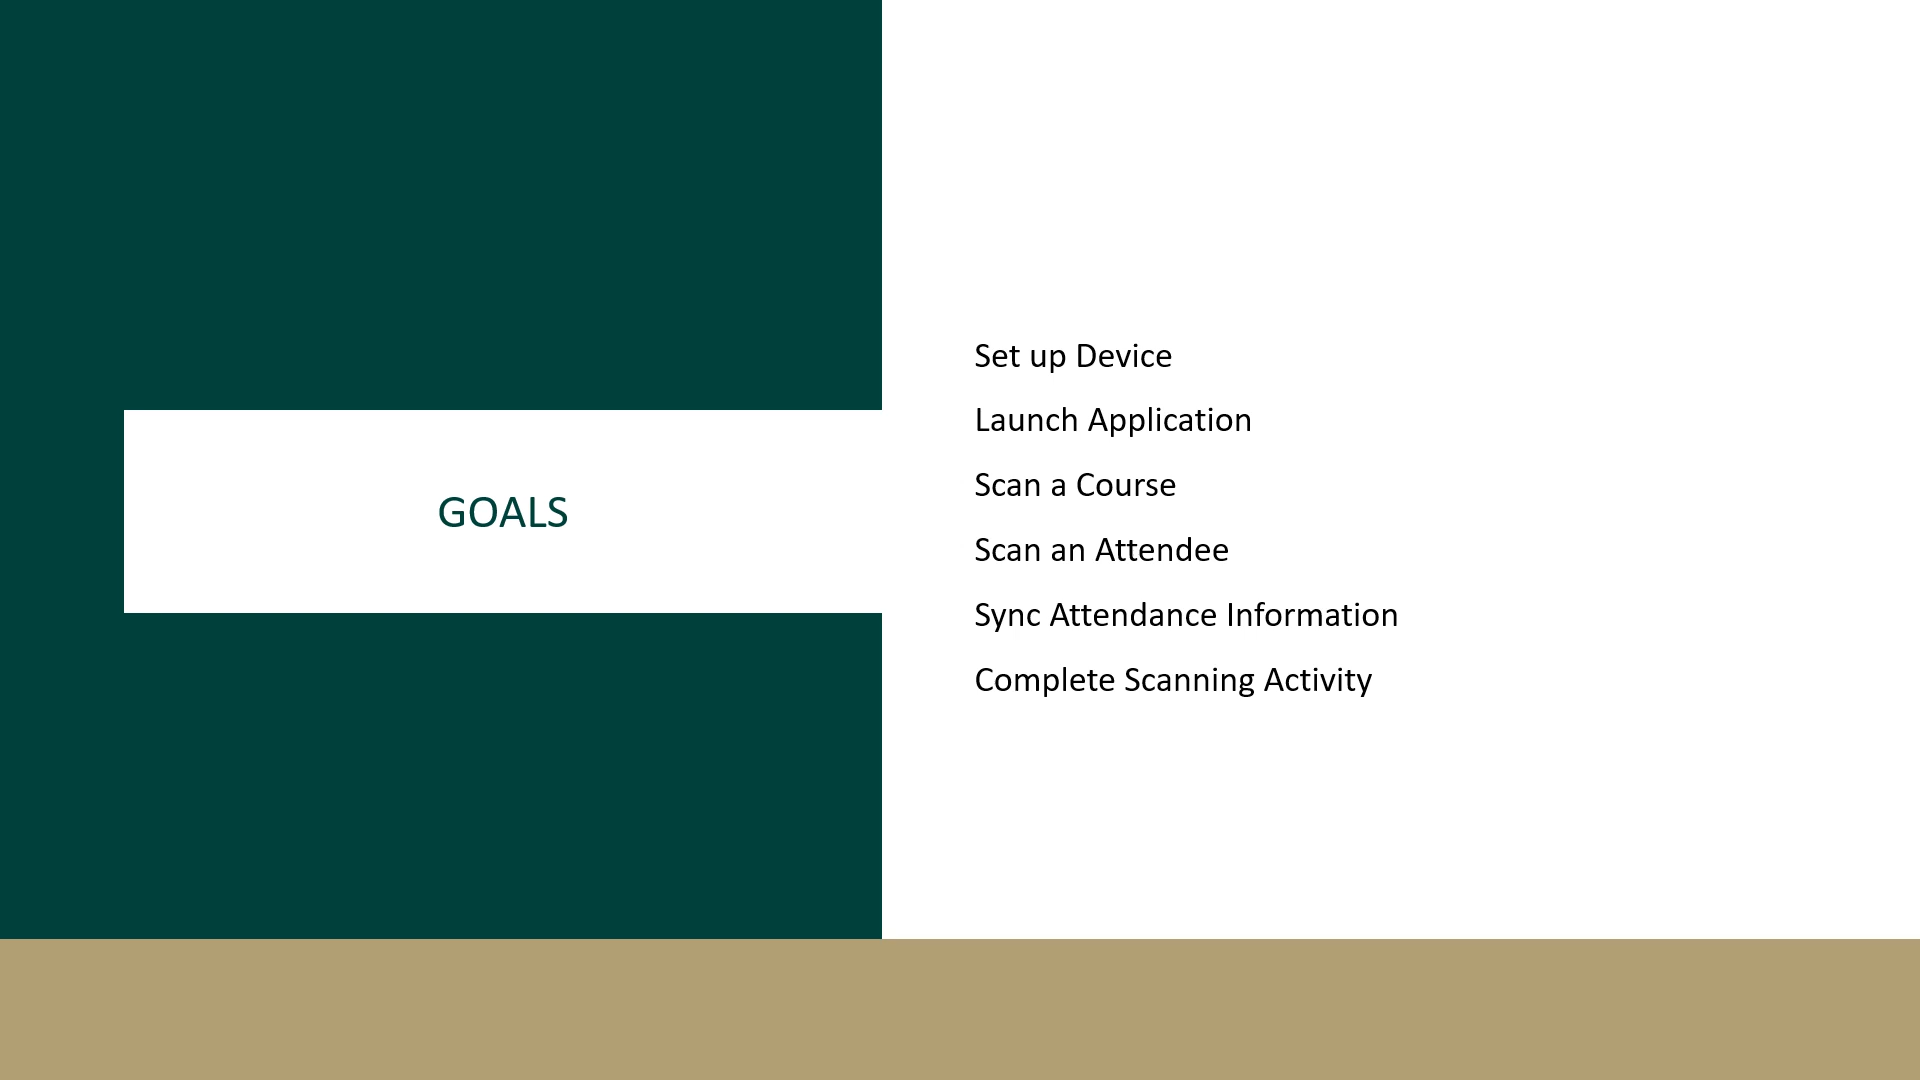 GOALS
Set up Device
Launch Application
Scan a Course
Scan an Attendee
Sync Attendance Information
Complete Scanning Activity